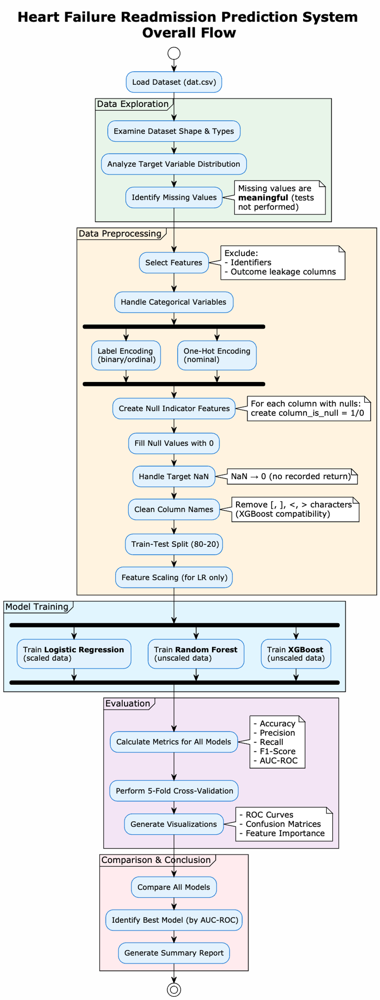 Heart Failure Readmission Prediction System
Overall Flow
Load Dataset (dat.csv)
Data Exploration
Examine Dataset Shape & Types
Analyze Target Variable Distribution
Identify Missing Values
Missing values are
meaningful (tests
not performed)
Data Preprocessing
Select Features
Exclude:
- Identifiers
- Outcome leakage columns
Handle Categorical Variables
Label Encoding
(binary/ordinal)
One-Hot Encoding
(nominal)
Create Null Indicator Features
For each column with nulls:
create column_is_null = 1/0
Fill Null Values with 0
Handle Target NaN
NaN → 0 (no recorded return)
Clean Column Names
Remove [, ], <, > characters
(XGBoost compatibility)
Train-Test Split (80-20)
Feature Scaling (for LR only)
Model Training
Train Logistic Regression
(scaled data)
Train Random Forest
(unscaled data)
Train XGBoost
(unscaled data)
Evaluation
Calculate Metrics for All Models
- Accuracy
- Precision
- Recall
- F1-Score
- AUC-ROC
Perform 5-Fold Cross-Validation
Generate Visualizations
- ROC Curves
- Confusion Matrices
- Feature Importance
Comparison & Conclusion
Compare All Models
Identify Best Model (by AUC-ROC)
Generate Summary Report